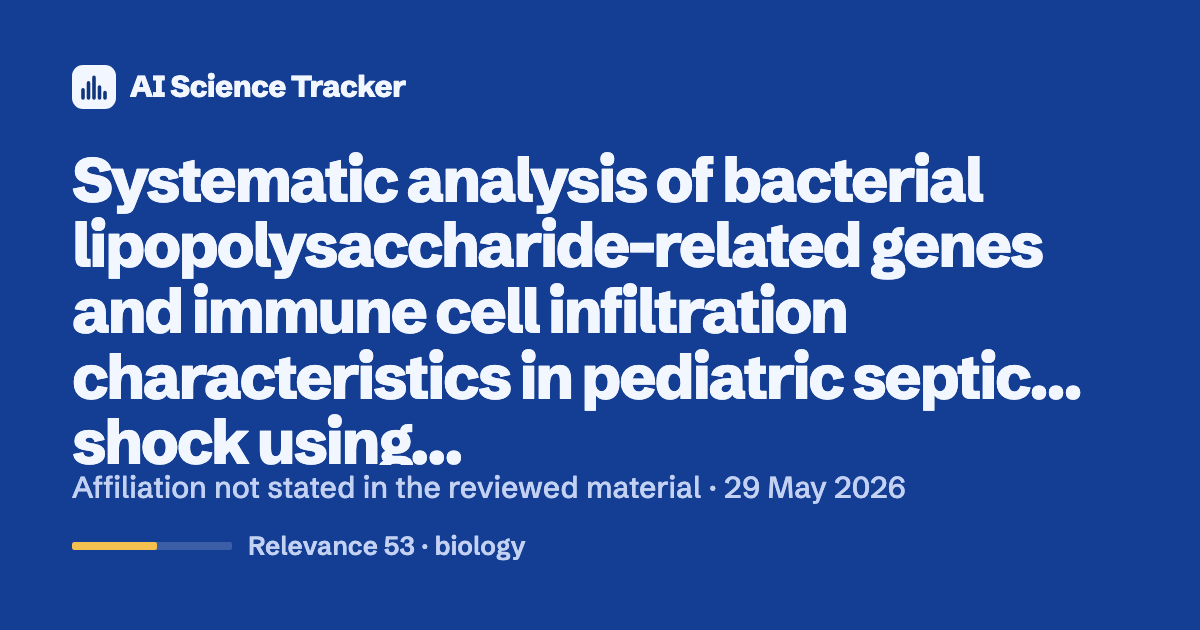 AI Science Tracker
Systematic analysis of bacterial
lipopolysaccharide-related genes
and immune cell infiltration
characteristics in pediatric septic...
shock using...
Affiliation not stated in the reviewed material · 29 May 2026
Relevance 53 · biology